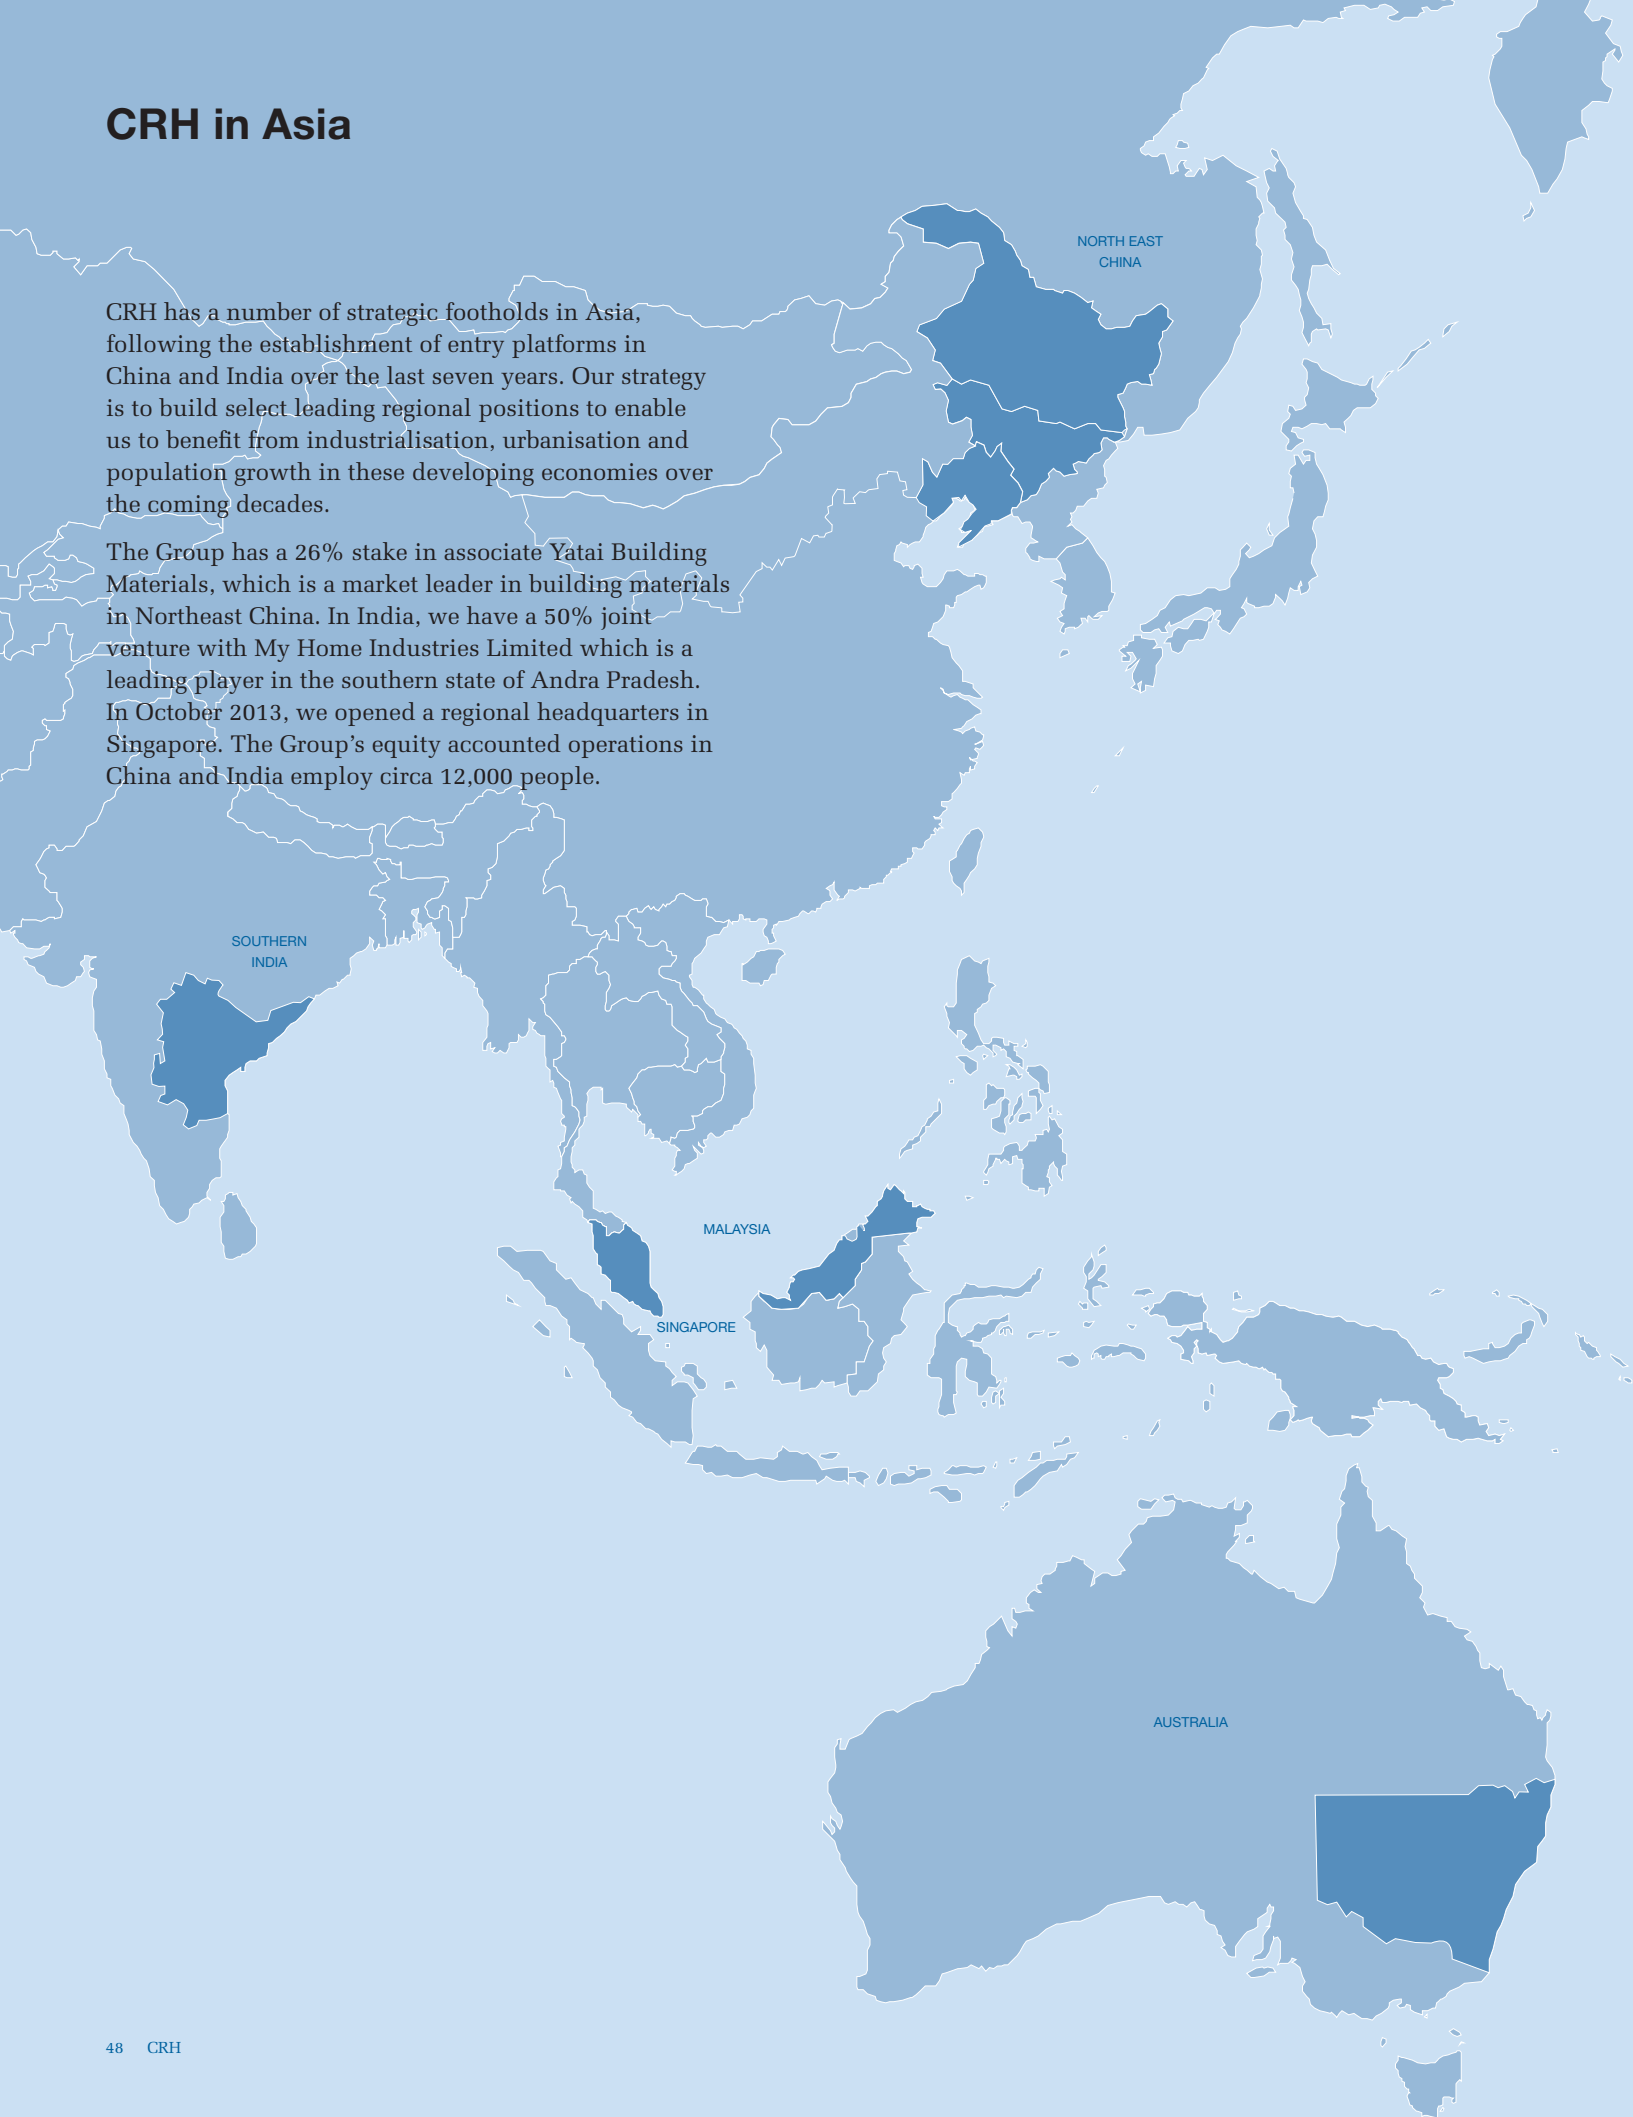 CRH in Asia
NORTH EAST
CHINA
CRH has a number of strategic footholds in Asia,
following the establishment of entry platforms in
China and India over the last seven years. Our strategy
is to build select leading regional positions to enable
us to benefit from industrialisation, urbanisation and
population growth in these developing economies over
the coming decades.
The Group has a 26% stake in associate Yatai Building
Materials, which is a market leader in building materials
in Northeast China. In India, we have a 50% joint
venture with My Home Industries Limited which is a
leading player in the southern state of Andra Pradesh.
In October 2013, we opened a regional headquarters in
Singapore. The Group’s equity accounted operations in
China and India employ circa 12,000 people.
SOUTHERN
INDIA
MALAYSIA
SINGAPORE
AUSTRALIA
48 CRH